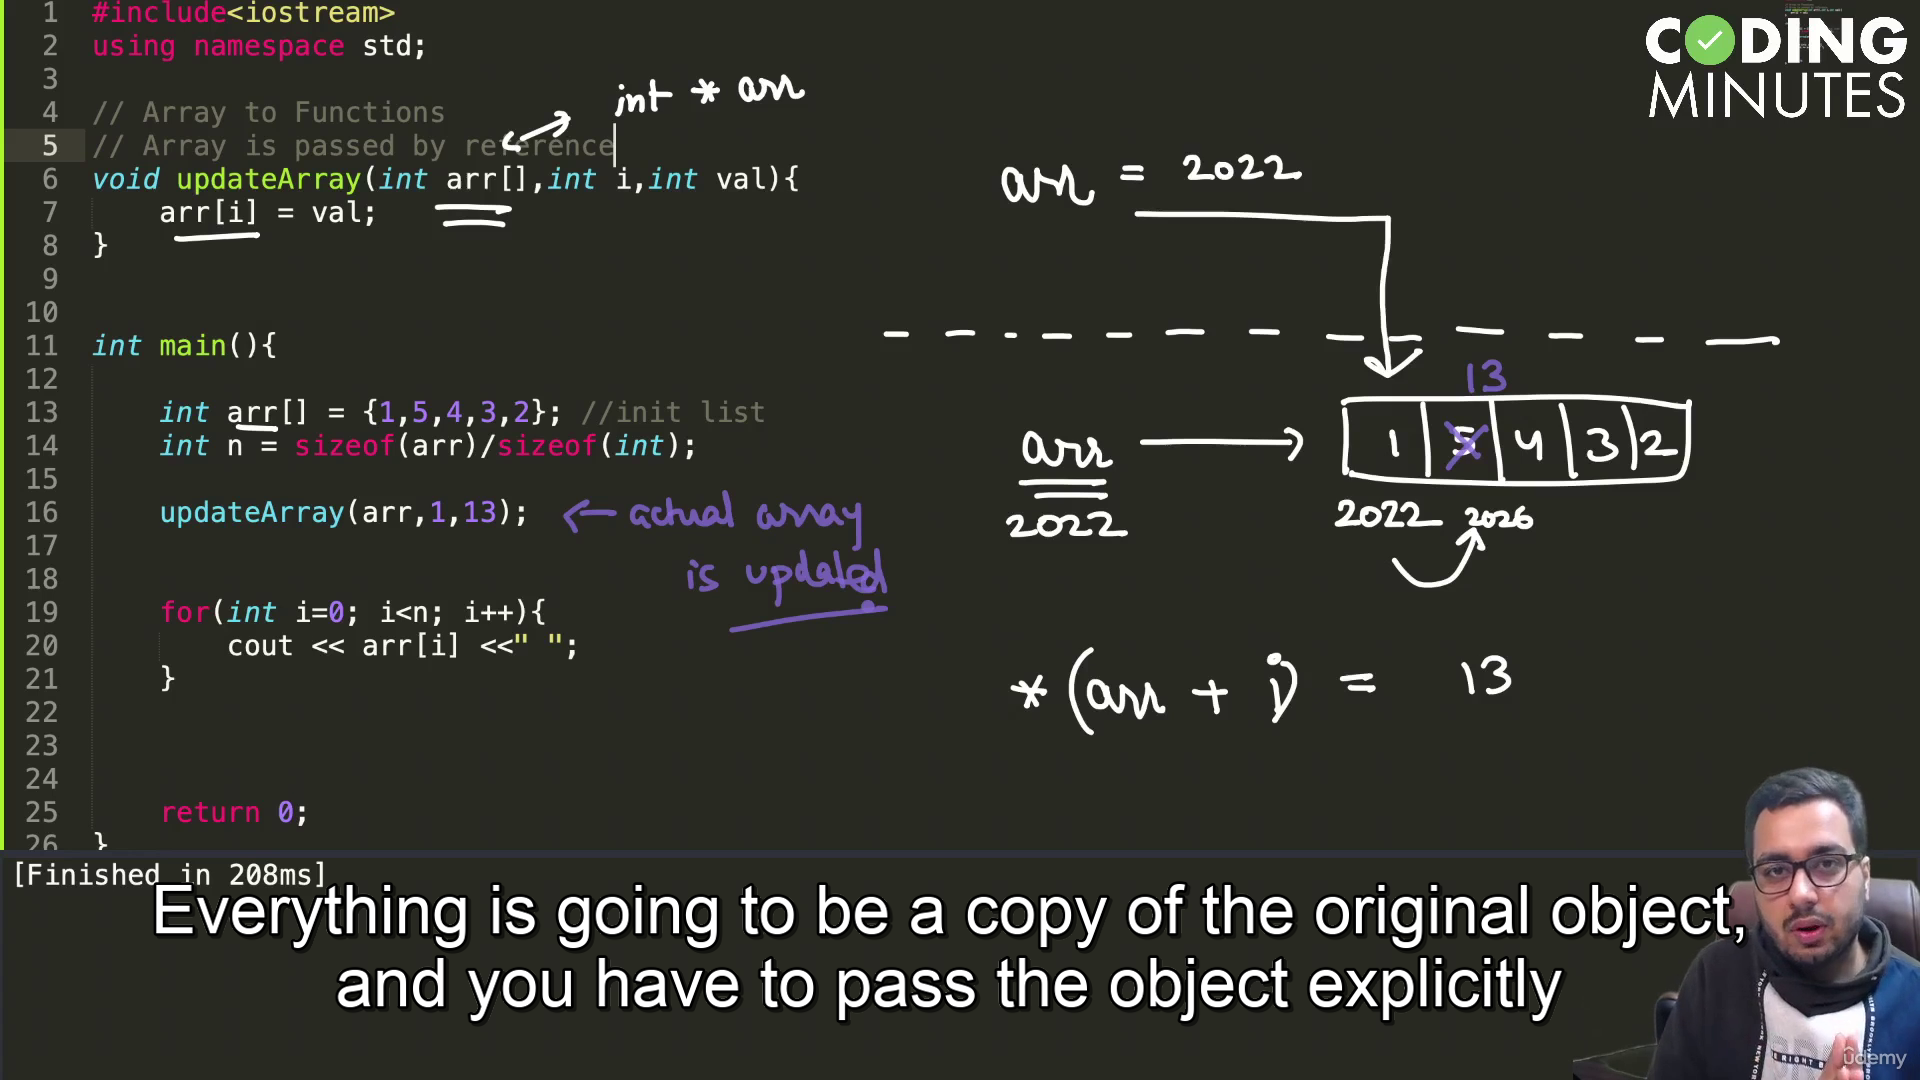 1 #include<iostream>
2 using namespace std;
3
4 // Array to Functions
5 // Array is passed by reference
6 void updateArray(int arr[],int i,int val){
7 arr[i] = val;
8 }
9
10
11 int main(){
12
13 int arr[] = {1,5,4,3,2}; //init list
14 int n = sizeof(arr)/sizeof(int);
15
16 updateArray(arr,1,13);
17
18
19 for(int i=0; i<n; i++){
20 cout << arr[i] <<" ";
21 }
22
23
24
25 return 0;
26 }
int * arr
← actual array
is updated
CODING
MINUTES
arr = 2022
13
arr → 1 5 4 3 2
2022 2022 2026
*(arr + i) = 13
[Finished in 208ms]
Everything is going to be a copy of the original object,
and you have to pass the object explicitly
ûdemy